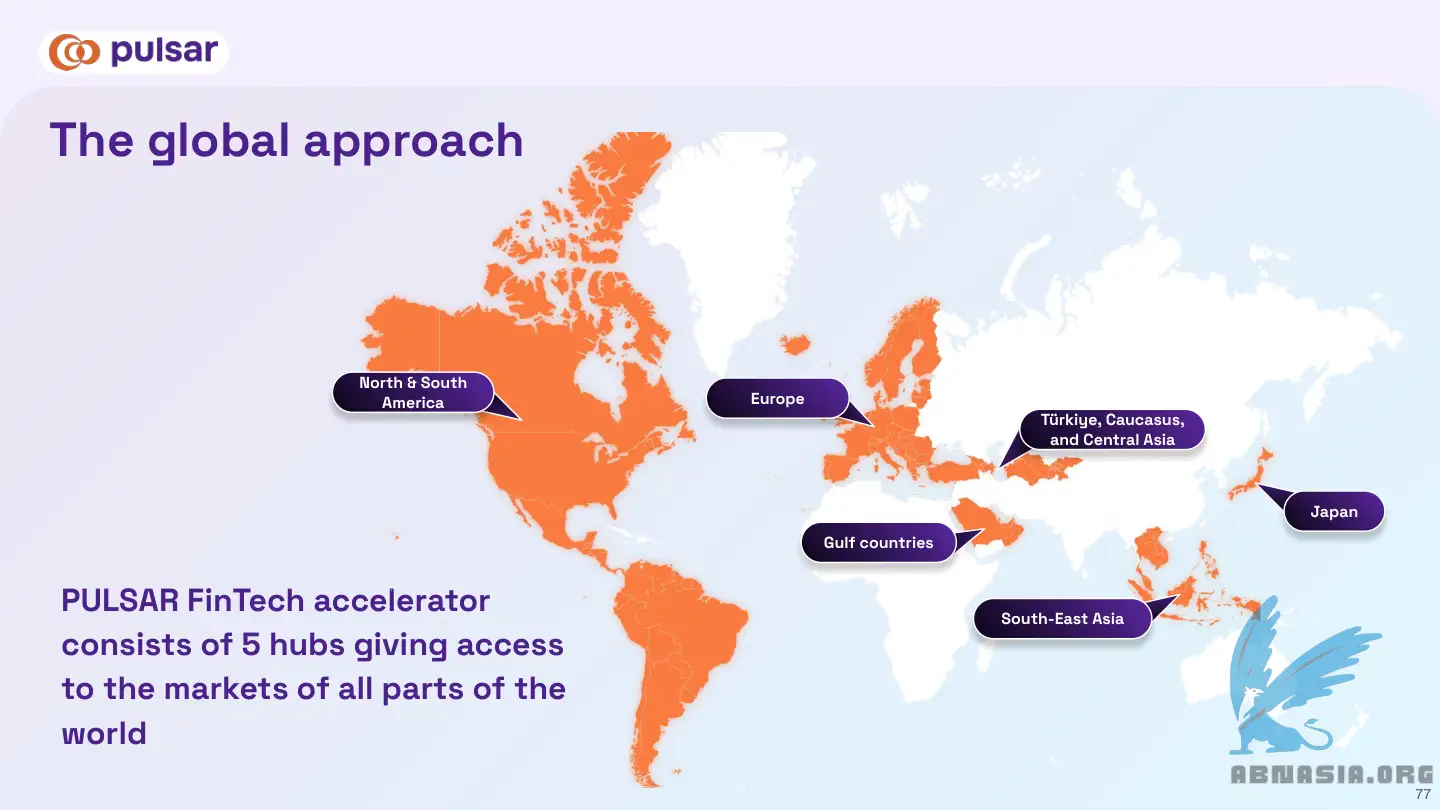 pulsar
The global approach
North & South
America
Europe
Türkiye, Caucasus,
and Central Asia
Japan
Gulf countries
South-East Asia
PULSAR FinTech accelerator
consists of 5 hubs giving access
to the markets of all parts of the
world
ABNASIA.ORG
77